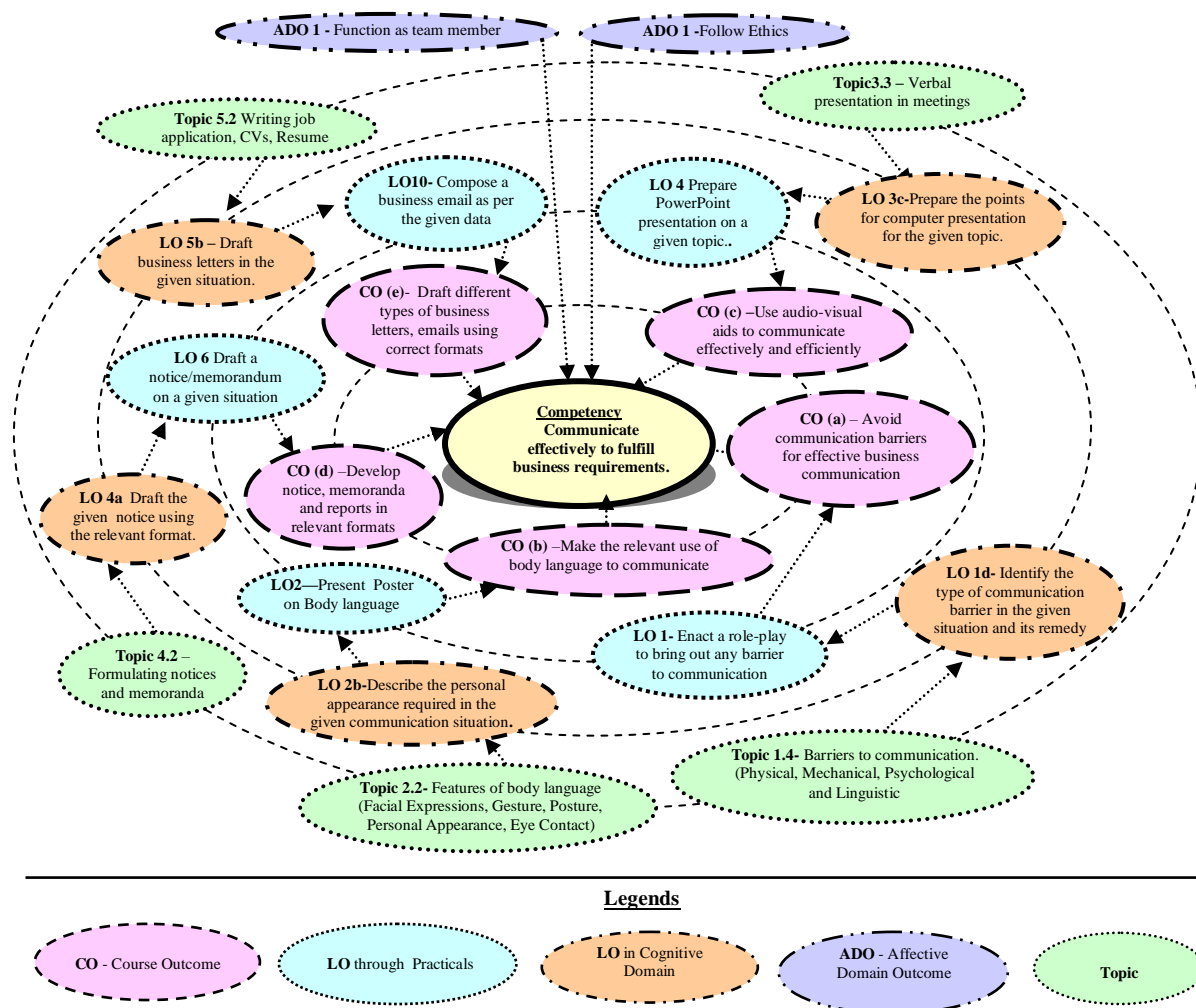 ADO 1 - Function as team member
ADO 1 -Follow Ethics
Topic3.3 – Verbal
presentation in meetings
Topic 5.2 Writing job
application, CVs, Resume
LO10- Compose a
business email as per
the given data
LO 4 Prepare
PowerPoint
presentation on a
given topic..
LO 3c-Prepare the points
for computer presentation
for the given topic.
LO 5b – Draft
business letters in the
given situation.
CO (e)- Draft different
types of business
letters, emails using
correct formats
CO (c) –Use audio-visual
aids to communicate
effectively and efficiently
LO 6 Draft a
notice/memorandum
on a given situation
Competency
Communicate
effectively to fulfill
business requirements.
CO (a) – Avoid
communication barriers
for effective business
communication
CO (d) –Develop
notice, memoranda
and reports in
relevant formats
LO 4a Draft the
given notice using
the relevant format.
CO (b) –Make the relevant use of
body language to communicate
LO2—Present Poster
on Body language
LO 1d- Identify the
type of communication
barrier in the given
situation and its remedy
LO 1- Enact a role-play
to bring out any barrier
to communication
Topic 4.2 –
Formulating notices
and memoranda
LO 2b-Describe the personal
appearance required in the
given communication situation.
Topic 1.4- Barriers to communication.
(Physical, Mechanical, Psychological
and Linguistic
Topic 2.2- Features of body language
(Facial Expressions, Gesture, Posture,
Personal Appearance, Eye Contact)
Legends
CO - Course Outcome
LO through Practicals
LO in Cognitive
Domain
ADO - Affective
Domain Outcome
Topic